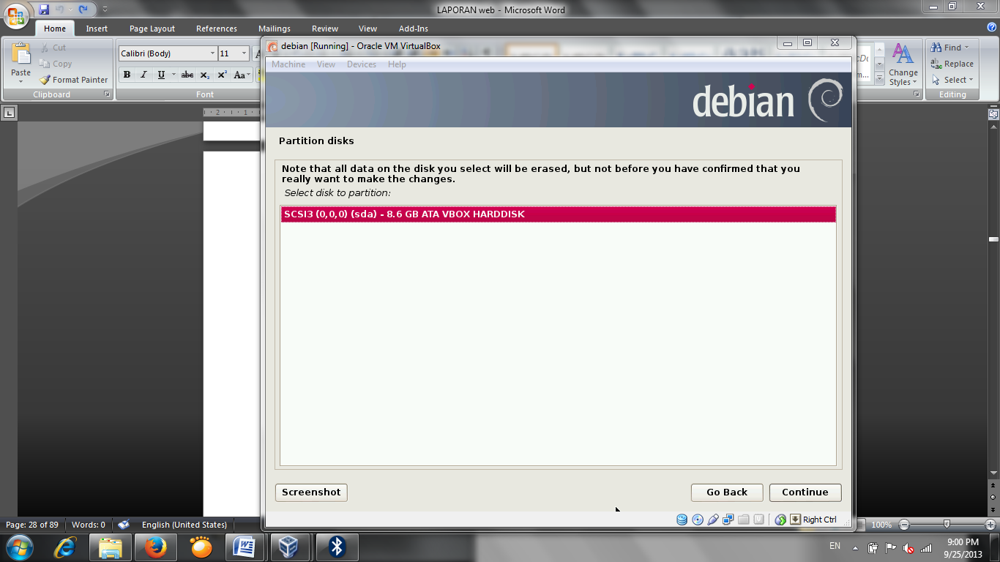 LAPORAN web - Microsoft Word
Home Insert Page Layout References Mailings Review View Add-Ins
Paste
Cut
Copy
Format Painter
Clipboard
Calibri (Body) 11
B I U abc X₂ X² Aa
Font
Change Styles
Find
Replace
Select
Editing
debian [Running] - Oracle VM VirtualBox
Machine View Devices Help
debian
Partition disks
Note that all data on the disk you select will be erased, but not before you have confirmed that you
really want to make the changes.
Select disk to partition:
SCSI3 (0,0,0) (sda) - 8.6 GB ATA VBOX HARDDISK
Screenshot Go Back Continue
Right Ctrl
2 1
Page: 28 of 89 Words: 0 English (United States) 100%
EN 9:00 PM
9/25/2013